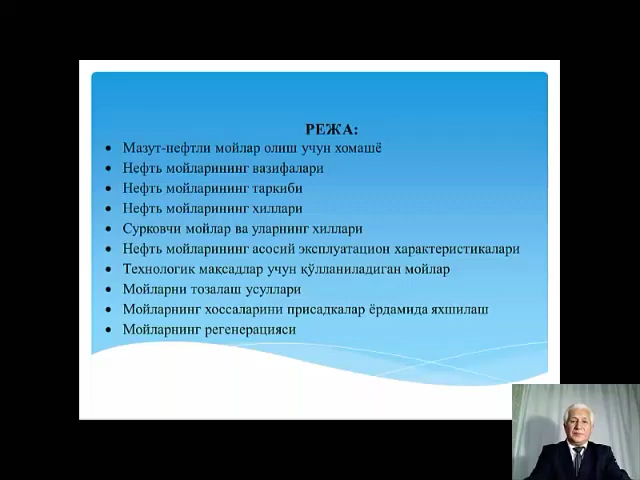 РЕЖА:
• Мазут-нефтли мойлар олиш учун хомашё
• Нефть мойларининг вазифалари
• Нефть мойларининг таркиби
• Нефть мойларининг хиллари
• Сурковчи мойлар ва уларнинг хиллари
• Нефть мойларининг асосий эксплуатацион характеристикалари
• Технологик мақсадлар учун қўлланиладиган мойлар
• Мойларни тозалаш усуллари
• Мойларнинг хоссаларини присадкалар ёрдамида яхшилаш
• Мойларнинг регенерацияси